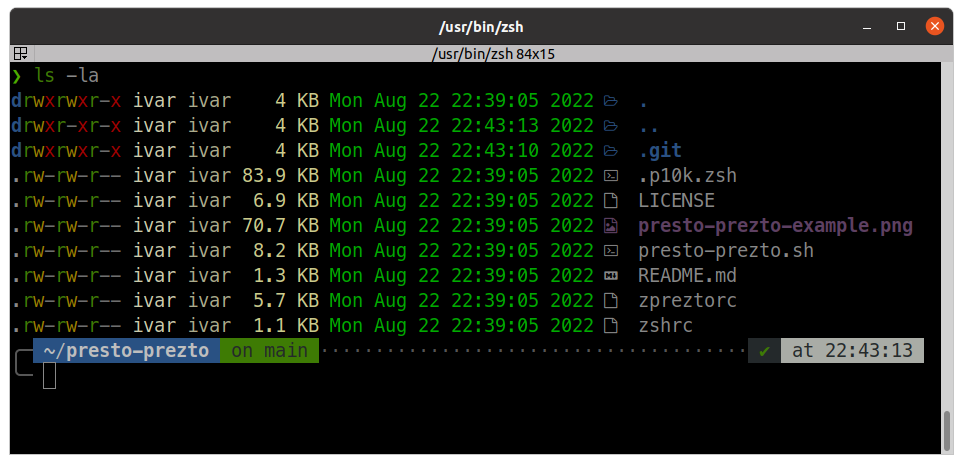 /usr/bin/zsh
/usr/bin/zsh 84x15
❯ ls -la
drwxrwxr-x ivar ivar    4 KB Mon Aug 22 22:39:05 2022 .
drwxr-xr-x ivar ivar    4 KB Mon Aug 22 22:43:13 2022 ..
drwxrwxr-x ivar ivar    4 KB Mon Aug 22 22:43:10 2022 .git
.rw-rw-r-- ivar ivar 83.9 KB Mon Aug 22 22:39:05 2022 .p10k.zsh
.rw-rw-r-- ivar ivar  6.9 KB Mon Aug 22 22:39:05 2022 LICENSE
.rw-rw-r-- ivar ivar 70.7 KB Mon Aug 22 22:39:05 2022 presto-prezto-example.png
.rw-rw-r-- ivar ivar  8.2 KB Mon Aug 22 22:39:05 2022 presto-prezto.sh
.rw-rw-r-- ivar ivar  1.3 KB Mon Aug 22 22:39:05 2022 README.md
.rw-rw-r-- ivar ivar  5.7 KB Mon Aug 22 22:39:05 2022 zpreztorc
.rw-rw-r-- ivar ivar  1.1 KB Mon Aug 22 22:39:05 2022 zshrc
~/presto-prezto on main ······································· ✔ at 22:43:13